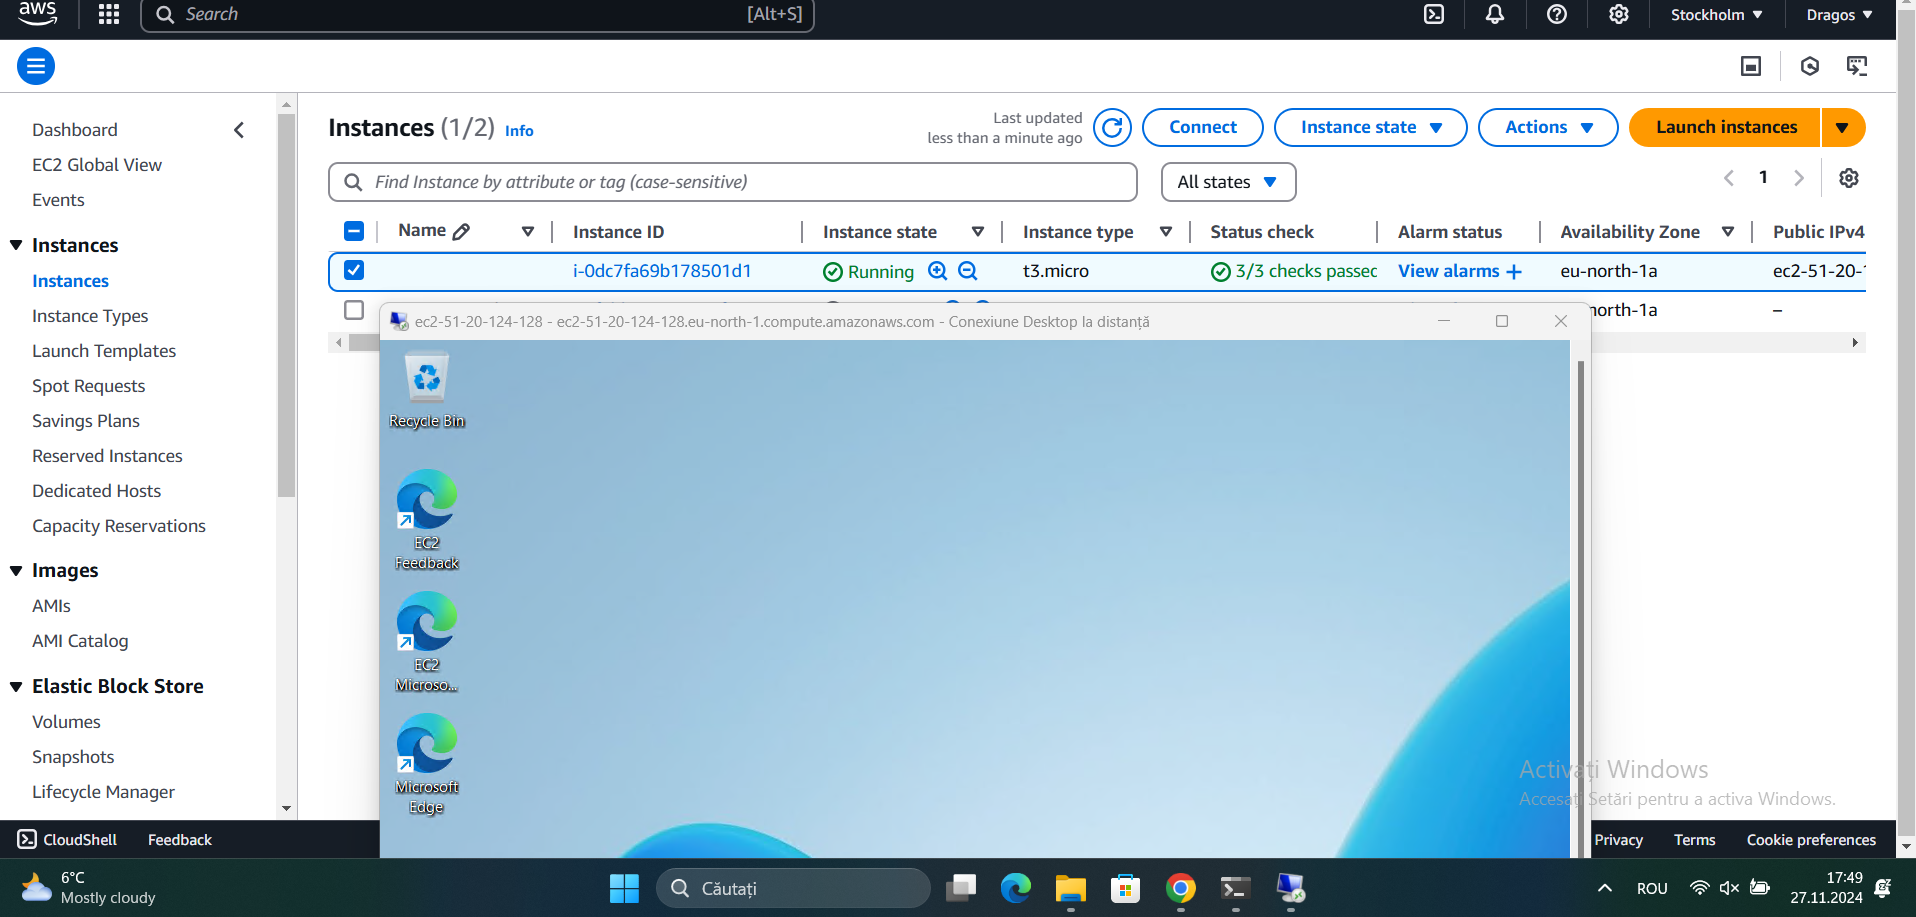 aws
Search [Alt+S]
Stockholm
Dragos
Dashboard
EC2 Global View
Events
Instances
Instances
Instance Types
Launch Templates
Spot Requests
Savings Plans
Reserved Instances
Dedicated Hosts
Capacity Reservations
Images
AMIs
AMI Catalog
Elastic Block Store
Volumes
Snapshots
Lifecycle Manager
Instances (1/2) Info
Last updated
less than a minute ago
Connect
Instance state
Actions
Launch instances
Find Instance by attribute or tag (case-sensitive)
All states
1
Name Instance ID Instance state Instance type Status check Alarm status Availability Zone Public IPv4
i-0dc7fa69b178501d1 Running t3.micro 3/3 checks passec View alarms + eu-north-1a ec2-51-20-1
north-1a –
ec2-51-20-124-128 - ec2-51-20-124-128.eu-north-1.compute.amazonaws.com - Conexiune Desktop la distanță
Recycle Bin
EC2
Feedback
EC2
Microso...
Microsoft
Edge
Activați Windows
Accesați Setări pentru a activa Windows.
CloudShell Feedback Privacy Terms Cookie preferences
6°C
Mostly cloudy
Căutați
ROU
17:49
27.11.2024